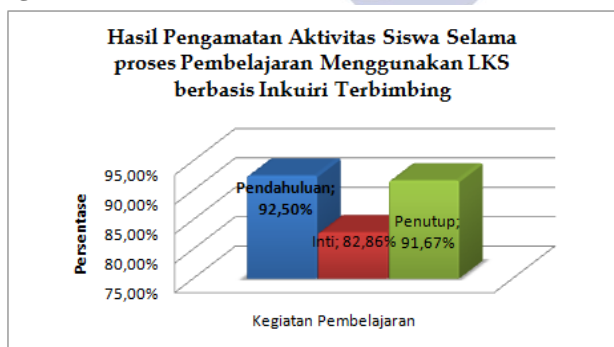 Hasil Pengamatan Aktivitas Siswa Selama
proses Pembelajaran Menggunakan LKS
berbasis Inkuiri Terbimbing
95,00%
90,00%
85,00%
80,00%
75,00%
Persentase
Pendahuluan;
92,50%
Inti; 82,86%
Penutup;
91,67%
Kegiatan Pembelajaran